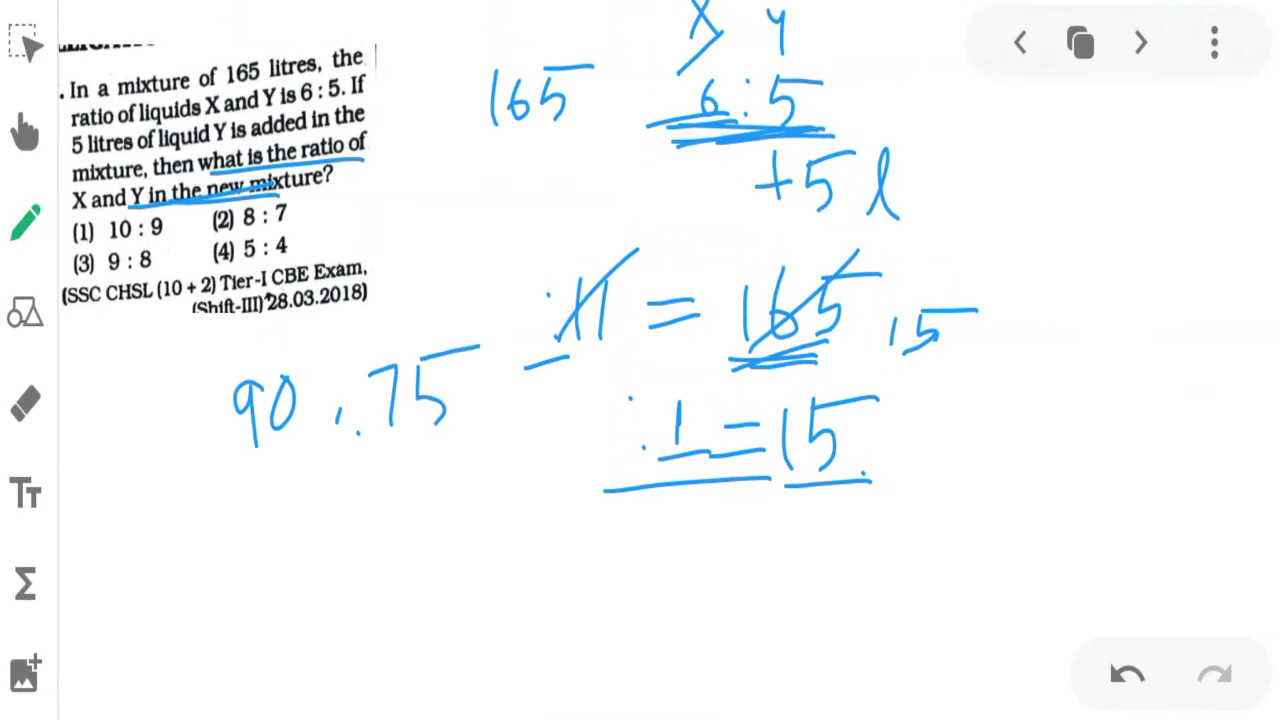 . In a mixture of 165 litres, the
ratio of liquids X and Y is 6 : 5. If
5 litres of liquid Y is added in the
mixture, then what is the ratio of
X and Y in the new mixture?
(1) 10 : 9 (2) 8 : 7
(3) 9 : 8 (4) 5 : 4
(SSC CHSL (10 + 2) Tier-I CBE Exam,
(Shift-III) 28.03.2018)
X Y
165 6 : 5
+5 l
11 = 165 15
90 : 75
1 = 15
TT
Σ